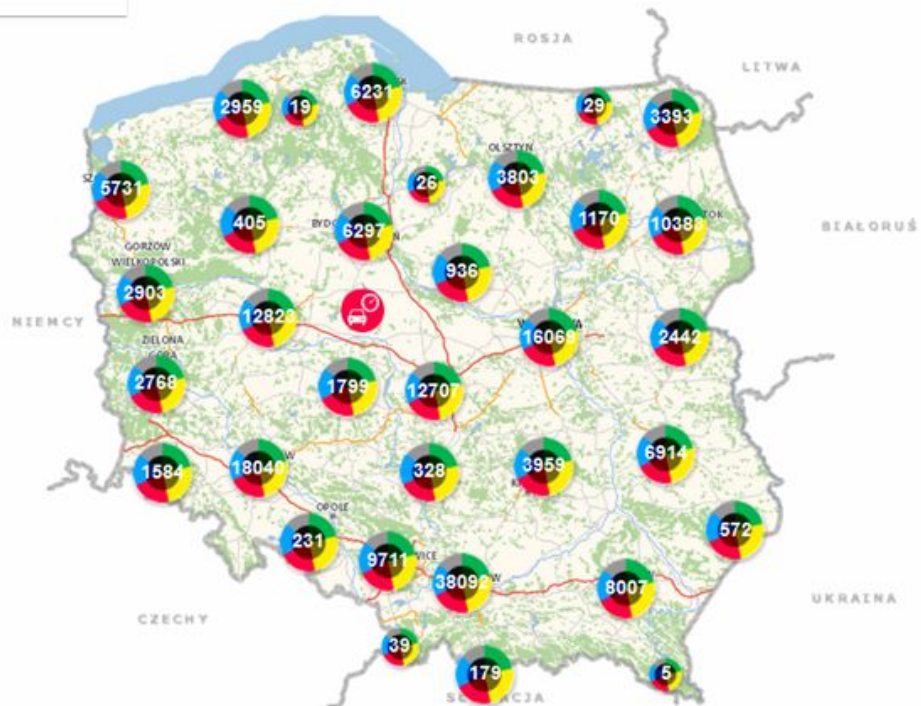 ROSJA
LITWA
6231
2959
19
29
3393
OLSZTYN
3803
26
5731
405
6297
1170
10383
BIAŁORUŚ
GORZÓW
WIELKOPOLSKI
936
2903
NIEMCY
12823
16069
2442
ZIELONA
GÓRA
2768
1799
12707
1584
18040
328
3959
6914
OPOLE
231
572
9711
38092
8007
UKRAINA
CZECHY
39
179
5